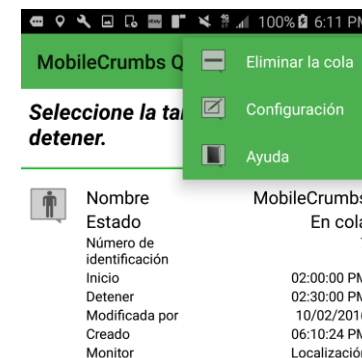 100% 6:11 PM
MobileCrumbs Q
Eliminar la cola
Configuración
Ayuda
Seleccione la ta
detener.
Nombre MobileCrumbs
Estado En cola
Número de
identificación
Inicio 02:00:00 PM
Detener 02:30:00 PM
Modificada por 10/02/2016
Creado 06:10:24 PM
Monitor Localización